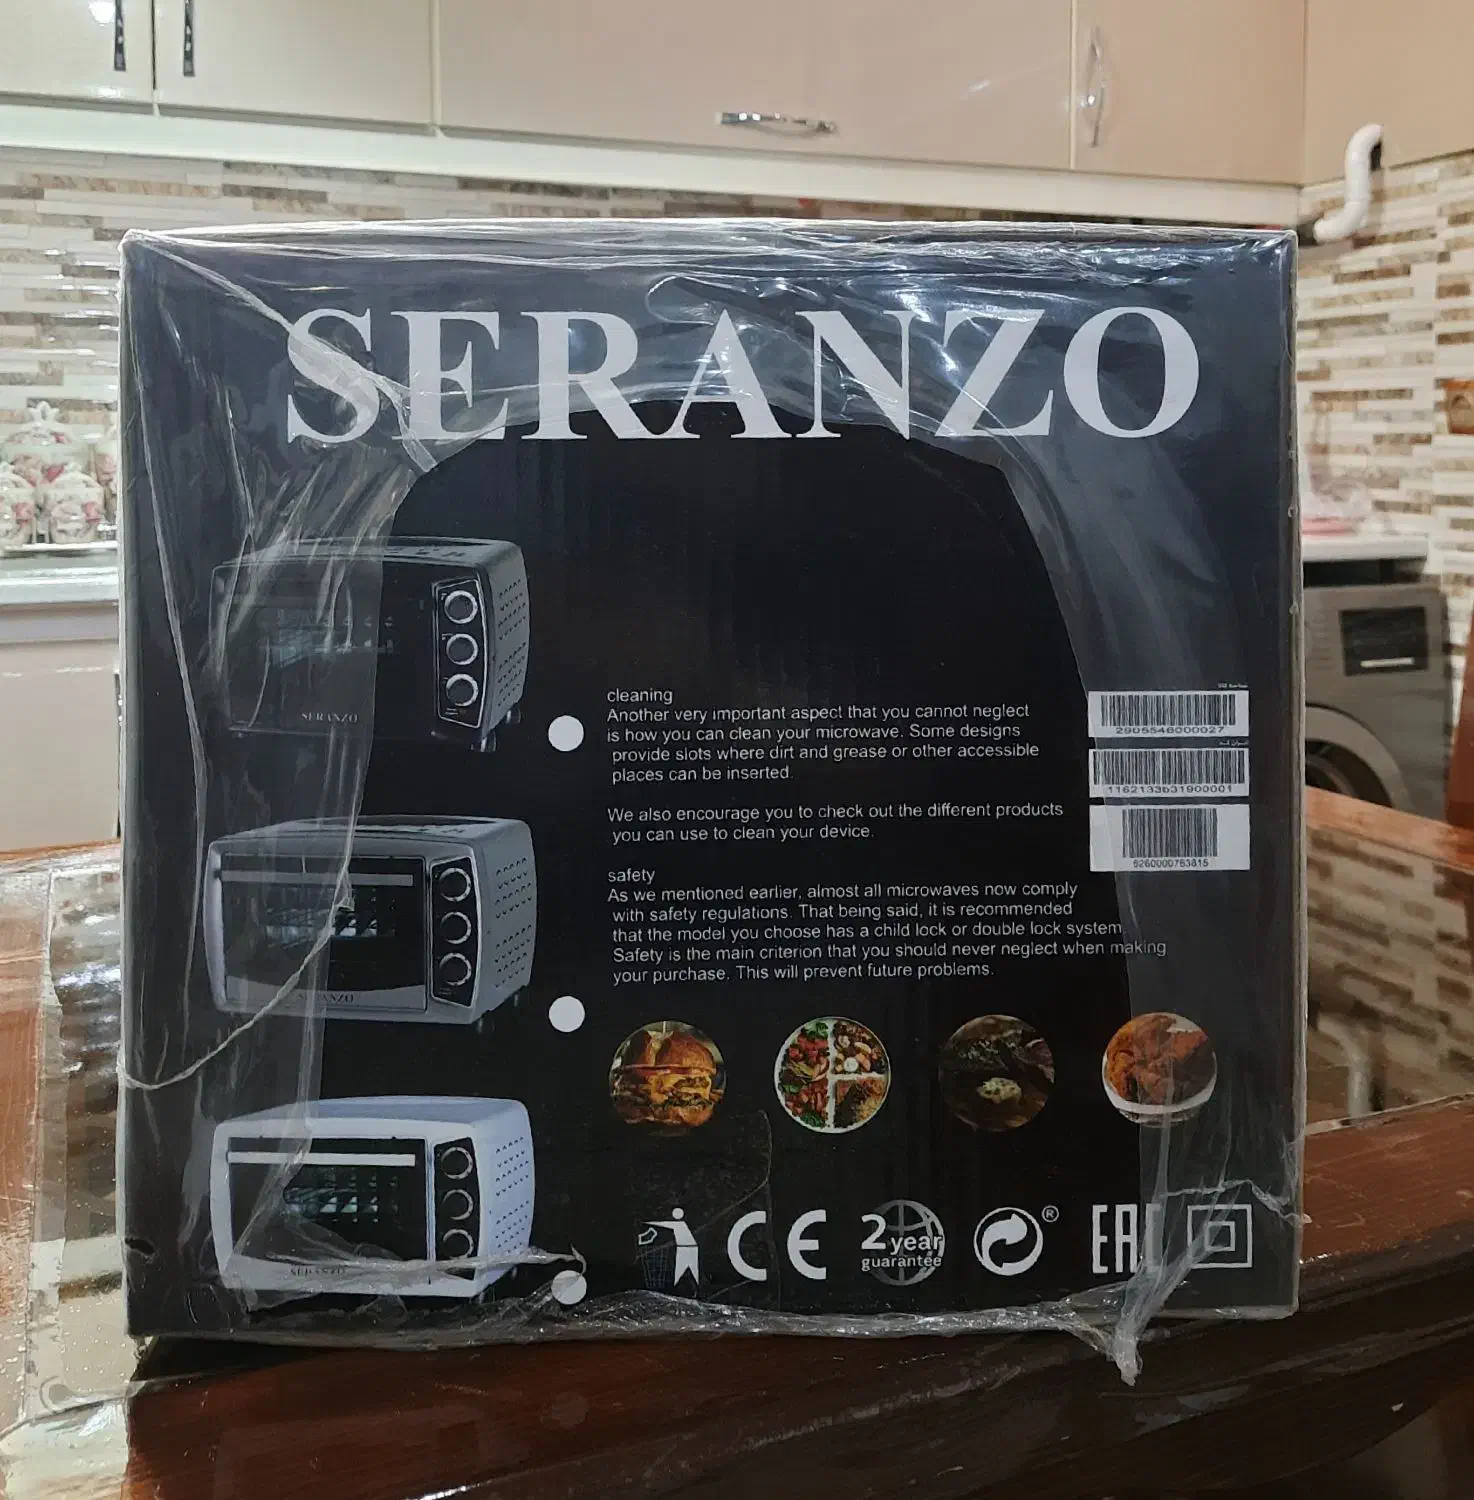 SERANZO
SERANZO
cleaning
Another very important aspect that you cannot neglect
is how you can clean your microwave. Some designs
provide slots where dirt and grease or other accessible
places can be inserted.
We also encourage you to check out the different products
you can use to clean your device.
safety
As we mentioned earlier, almost all microwaves now comply
with safety regulations. That being said, it is recommended
that the model you choose has a child lock or double lock system.
Safety is the main criterion that you should never neglect when making
your purchase. This will prevent future problems.
2905546000027
1162133b31900001
6260000763815
SERANZO
SERANZO
CE
2 year
guarantee
®
EAC